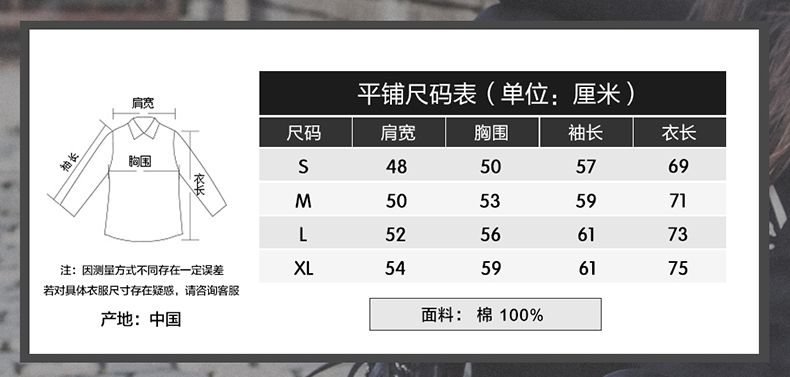 肩宽
袖长
胸围
衣长
注：因测量方式不同存在一定误差
若对具体衣服尺寸存在疑惑，请咨询客服
产地：中国
平铺尺码表（单位：厘米）
尺码 肩宽 胸围 袖长 衣长
S 48 50 57 69
M 50 53 59 71
L 52 56 61 73
XL 54 59 61 75
面料： 棉 100%